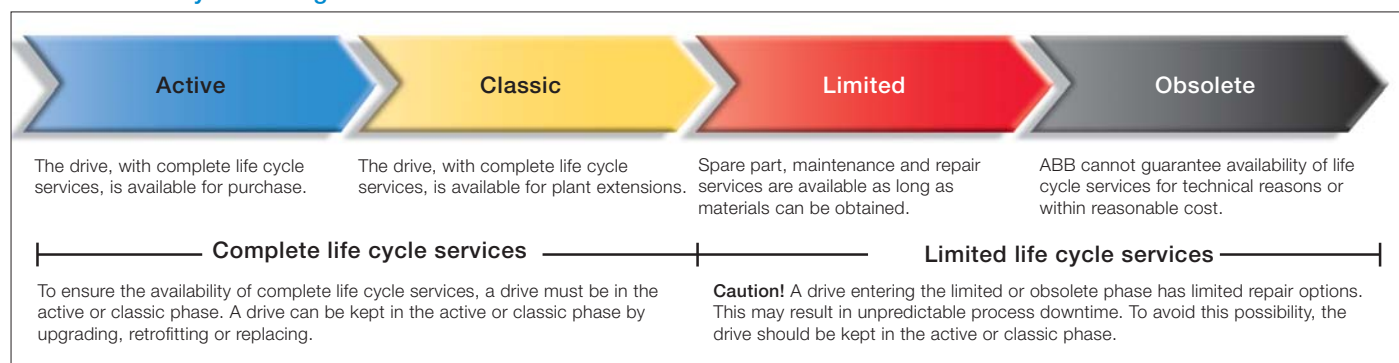 Active
Classic
Limited
Obsolete
The drive, with complete life cycle
services, is available for purchase.
The drive, with complete life cycle
services, is available for plant extensions.
Spare part, maintenance and repair
services are available as long as
materials can be obtained.
ABB cannot guarantee availability of life
cycle services for technical reasons or
within reasonable cost.
Complete life cycle services
Limited life cycle services
To ensure the availability of complete life cycle services, a drive must be in the
active or classic phase. A drive can be kept in the active or classic phase by
upgrading, retrofitting or replacing.
Caution! A drive entering the limited or obsolete phase has limited repair options.
This may result in unpredictable process downtime. To avoid this possibility, the
drive should be kept in the active or classic phase.